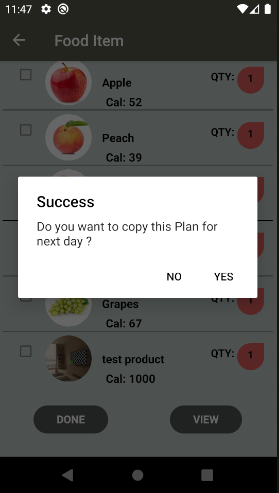 11:47
Food Item
Apple
QTY:
1
Cal: 52
Peach
QTY:
1
Cal: 39
Success
Do you want to copy this Plan for
next day ?
NO
YES
Grapes
Cal: 67
test product
QTY:
1
Cal: 1000
DONE
VIEW